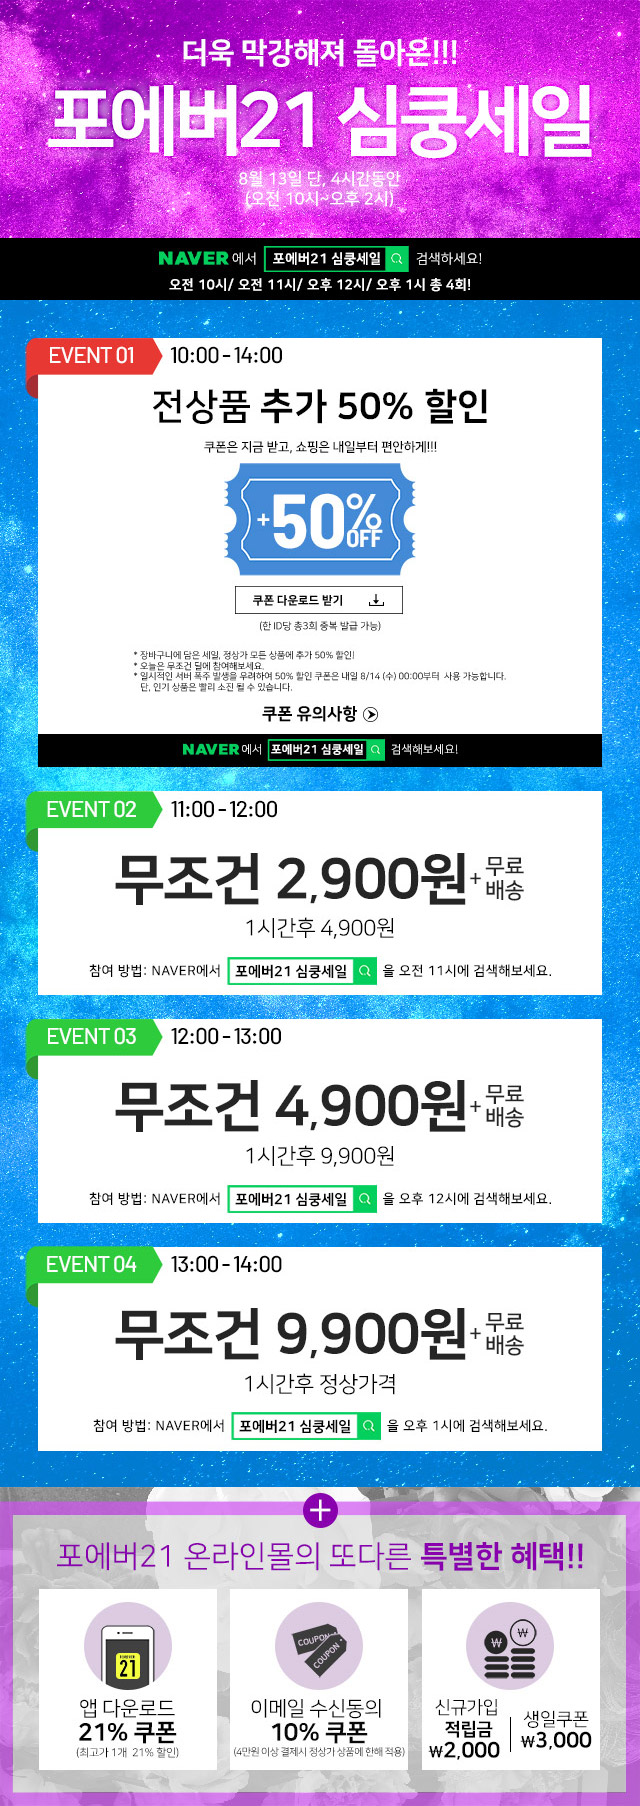 더욱 막강해져 돌아온!!!
포에버21 심쿵세일
8월 13일 단, 4시간동안
(오전 10시~오후 2시)
NAVER 에서 포에버21 심쿵세일 검색하세요!
오전 10시/ 오전 11시/ 오후 12시/ 오후 1시 총 4회!
EVENT 01 10:00 - 14:00
전상품 추가 50% 할인
쿠폰은 지금 받고, 쇼핑은 내일부터 편안하게!!!
+50% OFF
쿠폰 다운로드 받기
(한 ID당 총3회 중복 발급 가능)
* 장바구니에 담은 세일, 정상가 모든 상품에 추가 50% 할인!
* 오늘은 무조건 딜에 참여해보세요.
* 일시적인 서버 폭주 발생을 우려하여 50% 할인 쿠폰은 내일 8/14 (수) 00:00부터 사용 가능합니다.
단, 인기 상품은 빨리 소진 될 수 있습니다.
쿠폰 유의사항
NAVER 에서 포에버21 심쿵세일 검색해보세요!
EVENT 02 11:00 - 12:00
무조건 2,900원 + 무료배송
1시간후 4,900원
참여 방법: NAVER에서 포에버21 심쿵세일 을 오전 11시에 검색해보세요.
EVENT 03 12:00 - 13:00
무조건 4,900원 + 무료배송
1시간후 9,900원
참여 방법: NAVER에서 포에버21 심쿵세일 을 오후 12시에 검색해보세요.
EVENT 04 13:00 - 14:00
무조건 9,900원 + 무료배송
1시간후 정상가격
참여 방법: NAVER에서 포에버21 심쿵세일 을 오후 1시에 검색해보세요.
+
포에버21 온라인몰의 또다른 특별한 혜택!!
FOREVER
21
앱 다운로드
21% 쿠폰
(최고가 1개 21% 할인)
COUPON
COUPON
이메일 수신동의
10% 쿠폰
(4만원 이상 결제시 정상가 상품에 한해 적용)
₩ ₩
신규가입
적립금
₩2,000
생일쿠폰
₩3,000